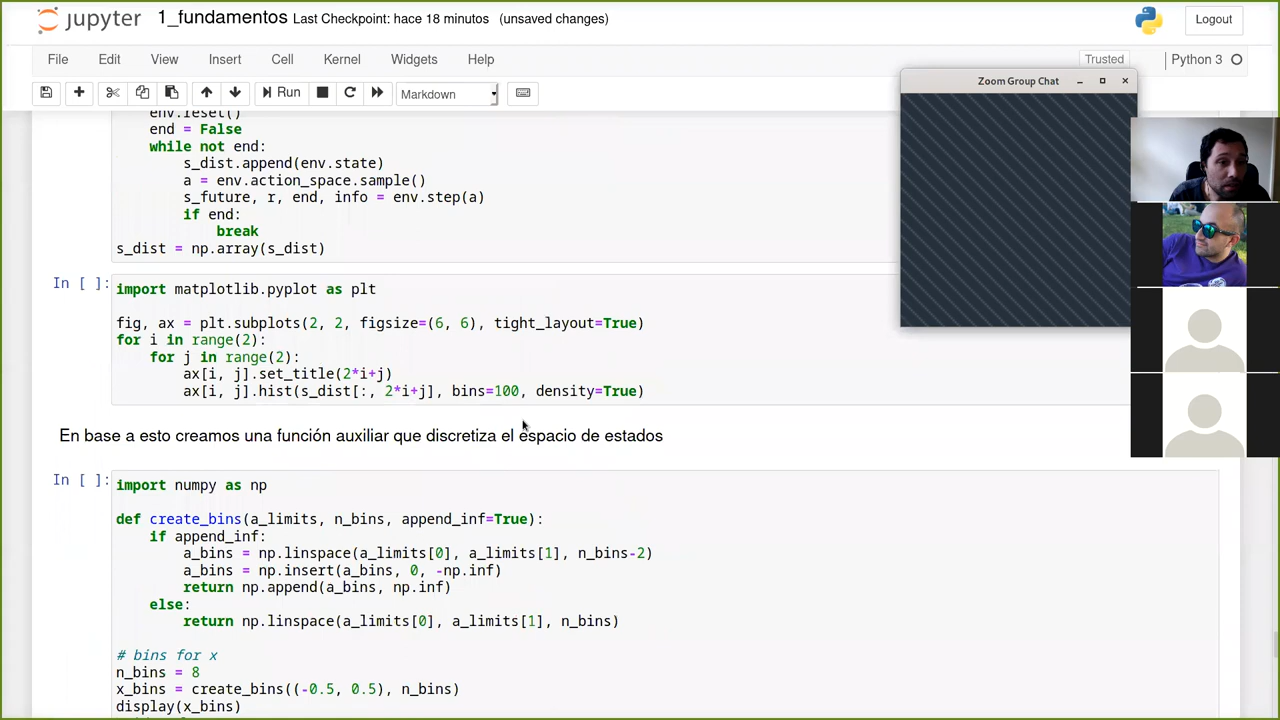 jupyter 1_fundamentos Last Checkpoint: hace 18 minutos (unsaved changes)
Logout
File Edit View Insert Cell Kernel Widgets Help
Trusted
Python 3
Run
Markdown
Zoom Group Chat
env.reset()
end = False
while not end:
s_dist.append(env.state)
a = env.action_space.sample()
s_future, r, end, info = env.step(a)
if end:
break
s_dist = np.array(s_dist)
In [ ]:
import matplotlib.pyplot as plt
fig, ax = plt.subplots(2, 2, figsize=(6, 6), tight_layout=True)
for i in range(2):
for j in range(2):
ax[i, j].set_title(2*i+j)
ax[i, j].hist(s_dist[:, 2*i+j], bins=100, density=True)
En base a esto creamos una función auxiliar que discretiza el espacio de estados
In [ ]:
import numpy as np
def create_bins(a_limits, n_bins, append_inf=True):
if append_inf:
a_bins = np.linspace(a_limits[0], a_limits[1], n_bins-2)
a_bins = np.insert(a_bins, 0, -np.inf)
return np.append(a_bins, np.inf)
else:
return np.linspace(a_limits[0], a_limits[1], n_bins)
# bins for x
n_bins = 8
x_bins = create_bins((-0.5, 0.5), n_bins)
display(x_bins)